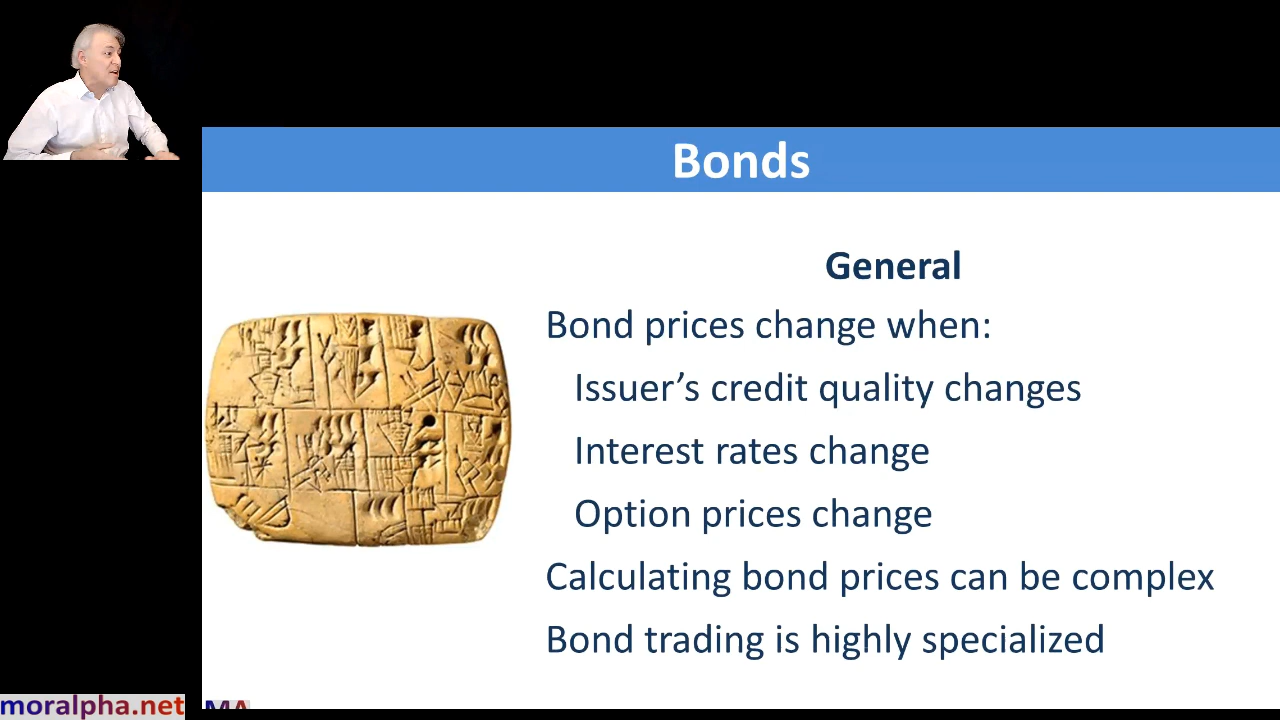 Bonds
General
Bond prices change when:
Issuer’s credit quality changes
Interest rates change
Option prices change
Calculating bond prices can be complex
Bond trading is highly specialized
moralpha.net
MA